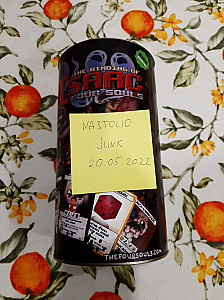 THE BINDING OF
ISAAC
FOUR SOULS
NASTOLIO
JUNK
20.05.2022
THEFOURSOULS.COM